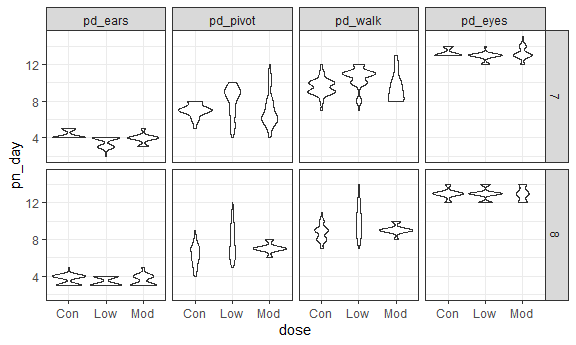 pd_ears pd_pivot pd_walk pd_eyes
12
8
4
7
pn_day
12
8
4
8
Con Low Mod Con Low Mod Con Low Mod Con Low Mod
dose